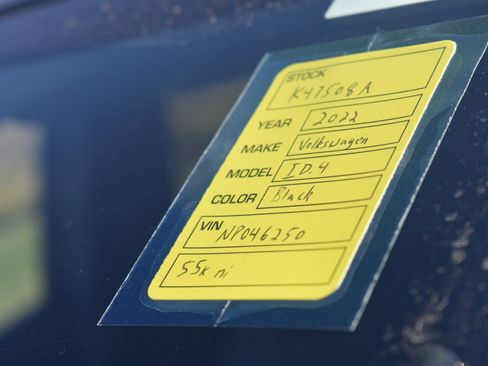 STOCK
K47508A
YEAR 2022
MAKE Volkswagen
MODEL ID.4
COLOR Black
VIN NP046250
55k mi